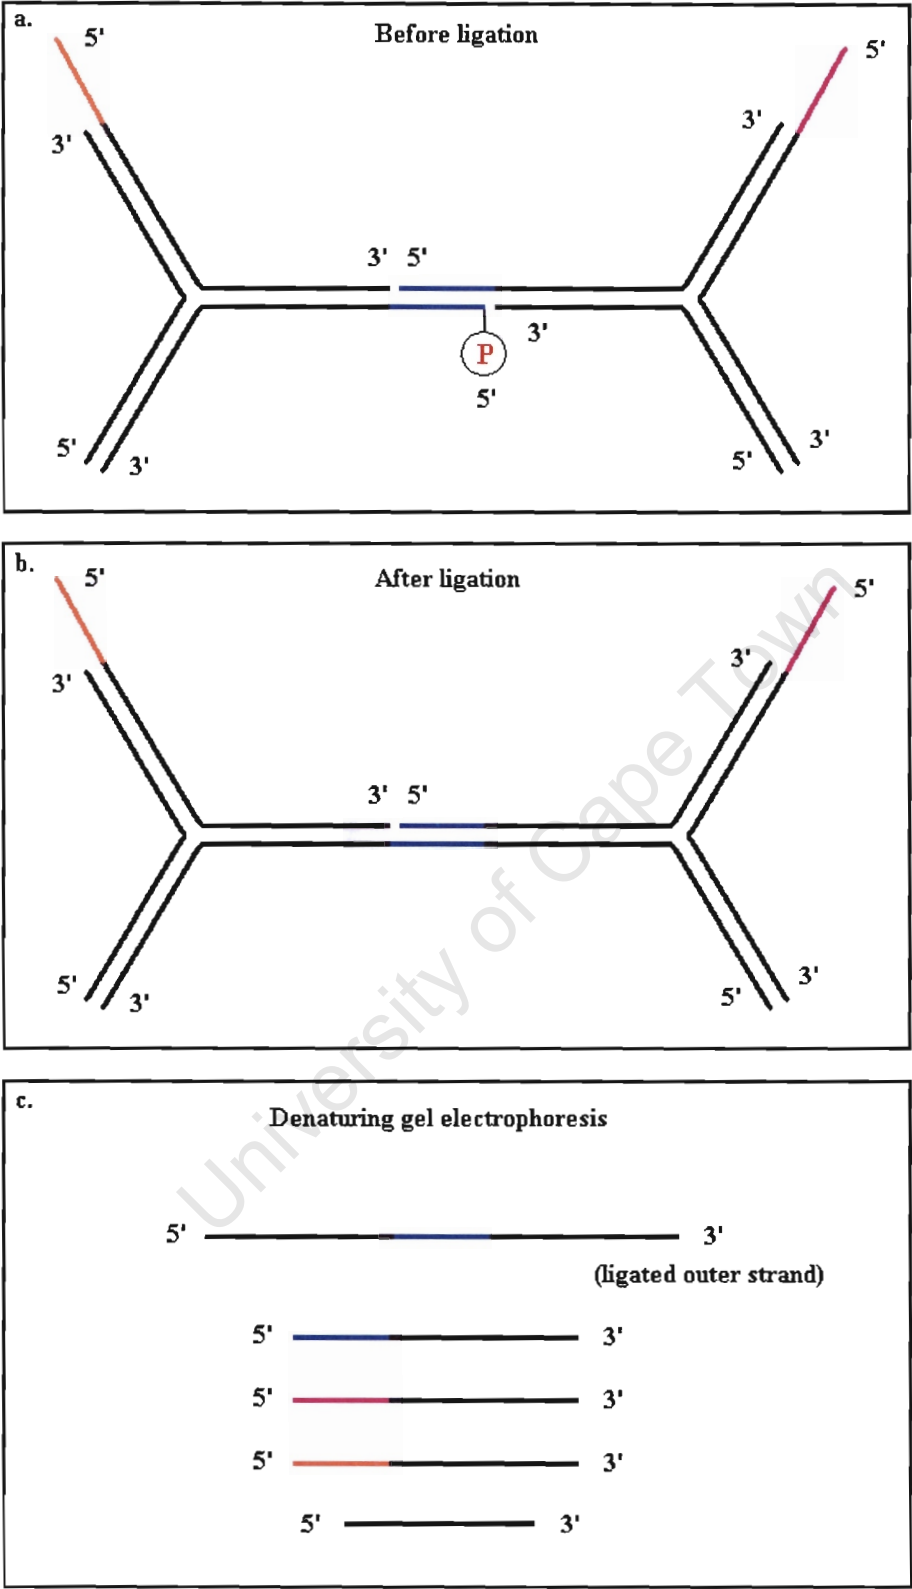 a.
Before ligation
5'
5'
3'
3'
3' 5'
3'
P
5'
5'
3'
3'
5'
b.
After ligation
5'
5'
3'
3'
3' 5'
5'
3'
3'
5'
University of Cape Town
c.
Denaturing gel electrophoresis
5' 3'
(ligated outer strand)
5' 3'
5' 3'
5' 3'
5' 3'